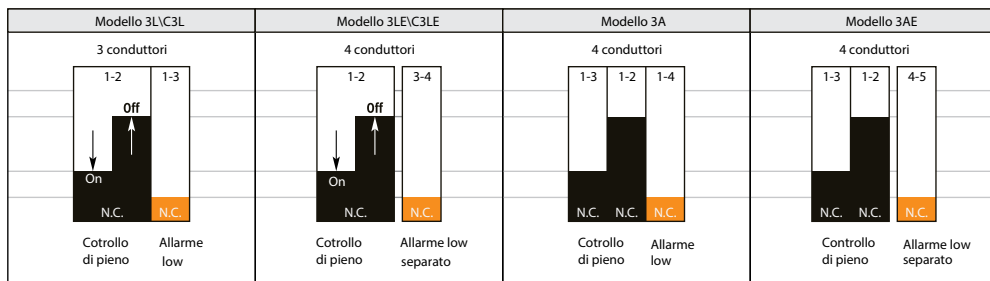 Modello 3L\C3L
3 conduttori
1-2
1-3
Off
On
N.C.
N.C.
Cotrollo
di pieno
Allarme
low
Modello 3LE\C3LE
4 conduttori
1-2
3-4
Off
On
N.C.
N.C.
Cotrollo
di pieno
Allarme low
separato
Modello 3A
4 conduttori
1-3
1-2
1-4
N.C.
N.C.
N.C.
Cotrollo
di pieno
Allarme
low
Modello 3AE
4 conduttori
1-3
1-2
4-5
N.C.
N.C.
N.C.
Cotrollo
di pieno
Allarme low
separato